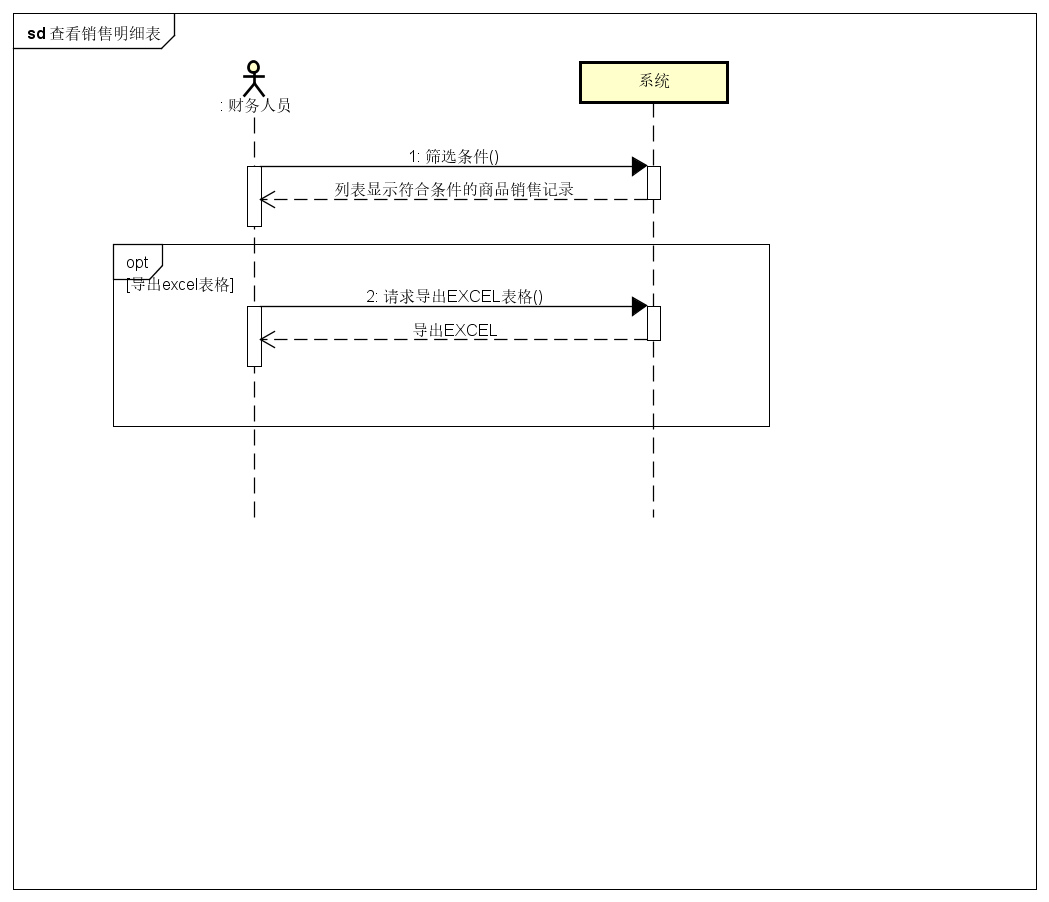 sd 查看销售明细表
: 财务人员
系统
1: 筛选条件()
列表显示符合条件的商品销售记录
opt
[导出excel表格]
2: 请求导出EXCEL表格()
导出EXCEL